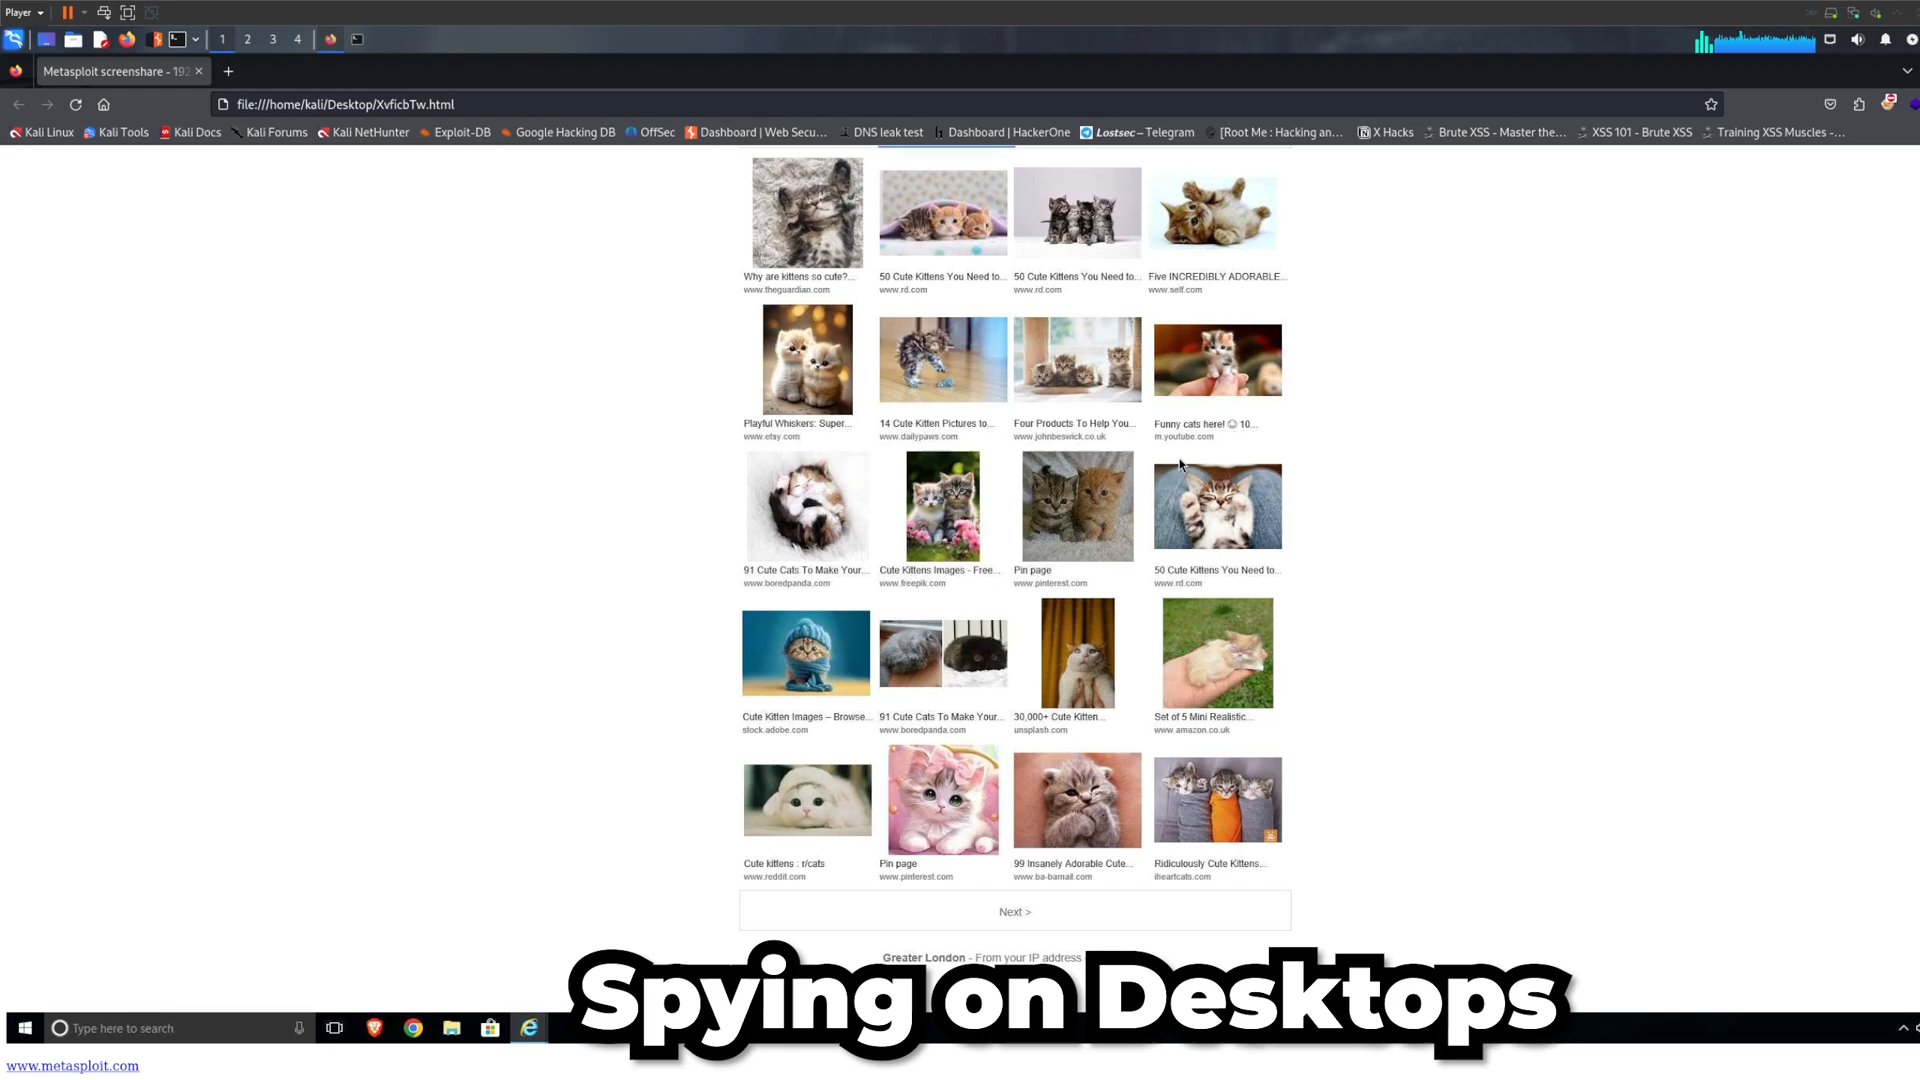 Player
1 2 3 4
Metasploit screenshare - 192
file:///home/kali/Desktop/XvficbTw.html
Kali Linux Kali Tools Kali Docs Kali Forums Kali NetHunter Exploit-DB Google Hacking DB OffSec Dashboard | Web Secu... DNS leak test Dashboard | HackerOne Lostsec – Telegram [Root Me : Hacking an... X Hacks Brute XSS - Master the... XSS 101 - Brute XSS Training XSS Muscles -...
Why are kittens so cute?... 50 Cute Kittens You Need to... 50 Cute Kittens You Need to... Five INCREDIBLY ADORABLE...
www.theguardian.com www.rd.com www.rd.com www.self.com
Playful Whiskers: Super... 14 Cute Kitten Pictures to... Four Products To Help You... Funny cats here! ☺ 10...
www.etsy.com www.dailypaws.com www.johnbeswick.co.uk m.youtube.com
91 Cute Cats To Make Your... Cute Kittens Images - Free... Pin page 50 Cute Kittens You Need to...
www.boredpanda.com www.freepik.com www.pinterest.com www.rd.com
Cute Kitten Images – Browse... 91 Cute Cats To Make Your... 30,000+ Cute Kitten... Set of 5 Mini Realistic...
stock.adobe.com www.boredpanda.com unsplash.com www.amazon.co.uk
Cute kittens : r/cats Pin page 99 Insanely Adorable Cute... Ridiculously Cute Kittens...
www.reddit.com www.pinterest.com www.ba-bamail.com iheartcats.com
Next >
Greater London - From your IP address -
Spying on Desktops
Type here to search
www.metasploit.com